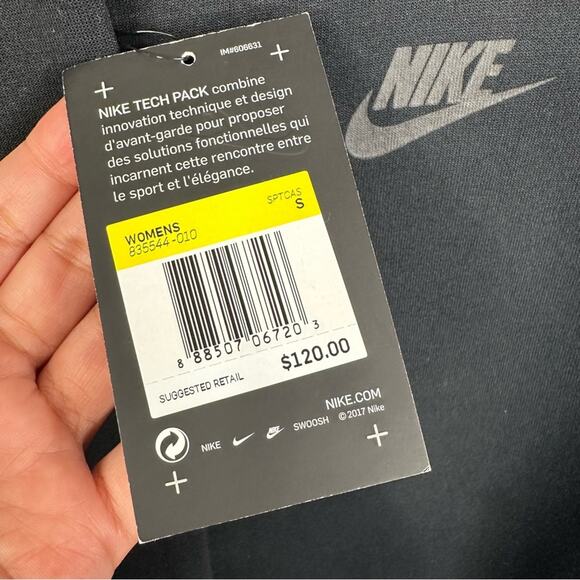 IM#606631
NIKE TECH PACK combine
innovation technique et design
d'avant-garde pour proposer
des solutions fonctionnelles qui
incarnent cette rencontre entre
le sport et l'élégance.
WOMENS
835544-010
SPTCAS
S
8 88507 06720 3
SUGGESTED RETAIL
$120.00
NIKE.COM
NIKE
SWOOSH
©2017 Nike
NIKE